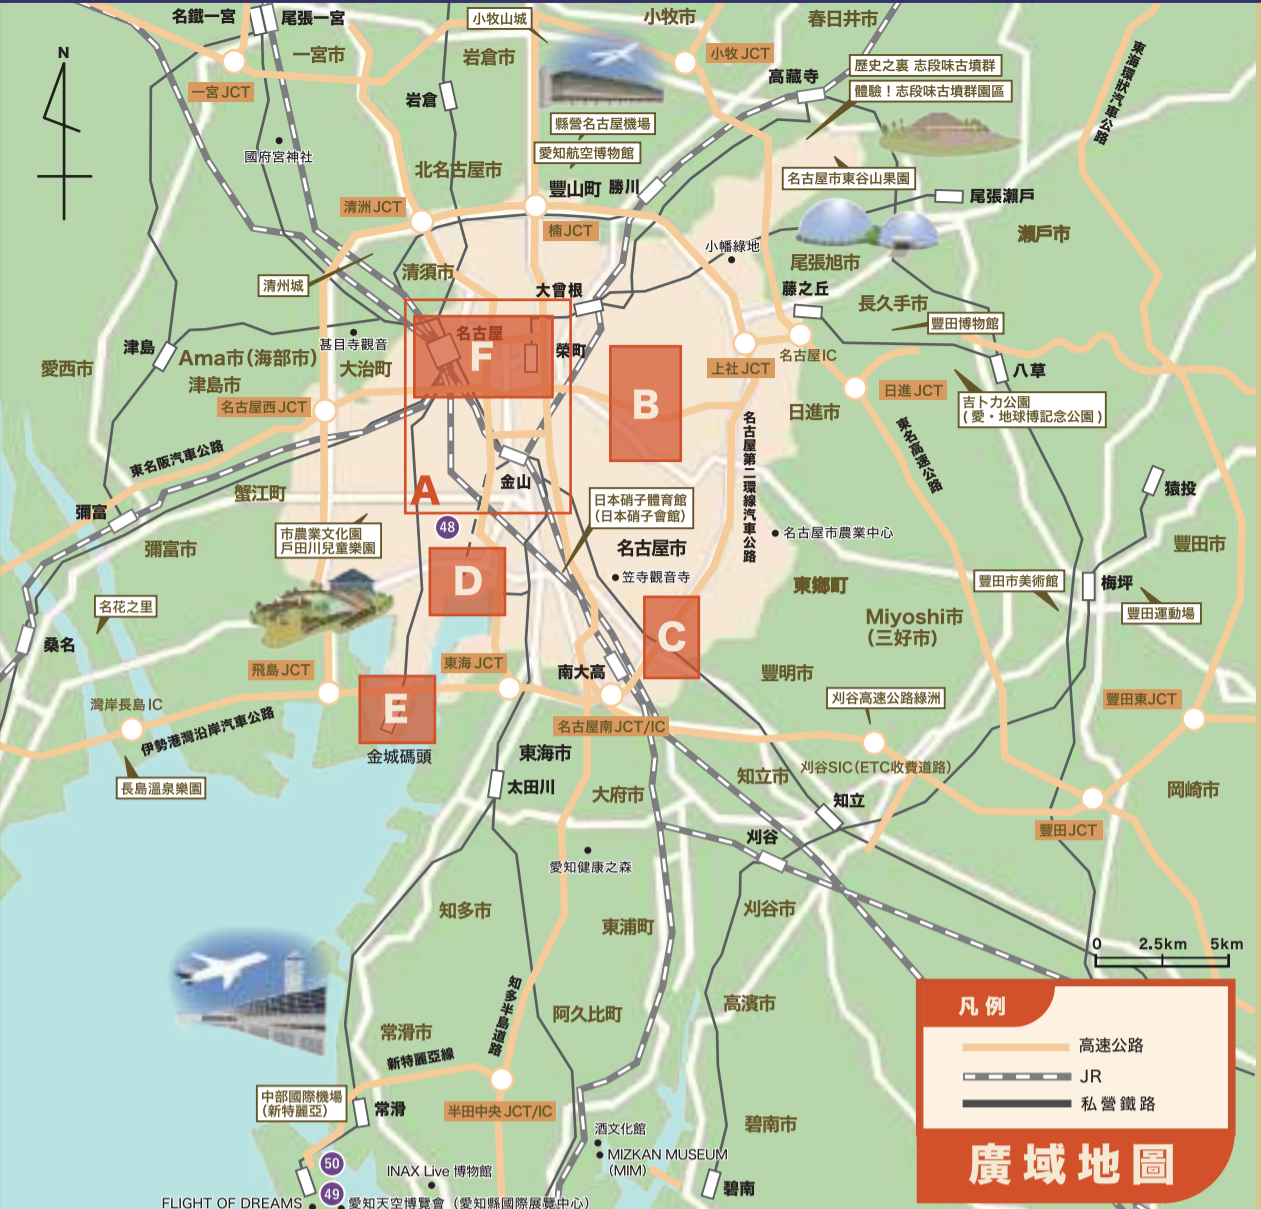 名鐵一宮
尾張一宮
小牧山城
小牧市
春日井市
N
一宮市
岩倉市
小牧JCT
高藏寺
歷史之裏 志段味古墳群
體驗！志段味古墳群園區
東海環狀汽車公路
一宮JCT
岩倉
縣營名古屋機場
愛知航空博物館
國府宮神社
北名古屋市
豐山町
勝川
名古屋市東谷山果園
尾張瀨戶
清洲JCT
楠JCT
小幡綠地
瀨戶市
清州城
清須市
大曾根
尾張旭市
藤之丘
長久手市
豐田博物館
甚目寺觀音
名古屋
F
榮町
津島
Ama市(海部市)
津島市
大治町
愛西市
名古屋IC
上社JCT
八草
日進JCT
吉卜力公園
(愛・地球博記念公園)
B
名古屋西JCT
日進市
名古屋第二環線汽車公路
東名高速公路
東名阪汽車公路
A
金山
猿投
蟹江町
彌富
48
日本硝子體育館
(日本硝子會館)
市農業文化園
戶田川兒童樂園
彌富市
名古屋市
名古屋市農業中心
豐田市
D
笠寺觀音寺
東鄉町
豐田市美術館
梅坪
豐田運動場
名花之里
Miyoshi市
(三好市)
C
桑名
飛島JCT
東海JCT
南大高
豐明市
灣岸長島IC
E
刈谷高速公路綠洲
豐田東JCT
伊勢港灣沿岸汽車公路
名古屋南JCT/IC
金城碼頭
東海市
知立市
刈谷SIC(ETC收費道路)
長島溫泉樂園
太田川
大府市
知立
岡崎市
刈谷
豐田JCT
愛知健康之森
知多市
東浦町
刈谷市
0 2.5km 5km
知多半島道路
高濱市
阿久比町
常滑市
新特麗亞線
凡例
高速公路
JR
私營鐵路
廣域地圖
中部國際機場
(新特麗亞)
常滑
半田中央JCT/IC
酒文化館
碧南市
50
INAX Live 博物館
MIZKAN MUSEUM
(MIM)
49
碧南
FLIGHT OF DREAMS
愛知天空博覽會（愛知縣國際展覽中心）